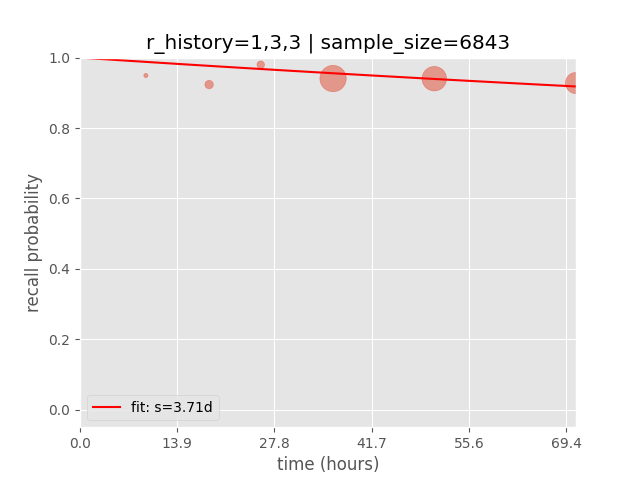 r_history=1,3,3 | sample_size=6843
recall probability
1.0
0.8
0.6
0.4
0.2
0.0
fit: s=3.71d
0.0 13.9 27.8 41.7 55.6 69.4
time (hours)